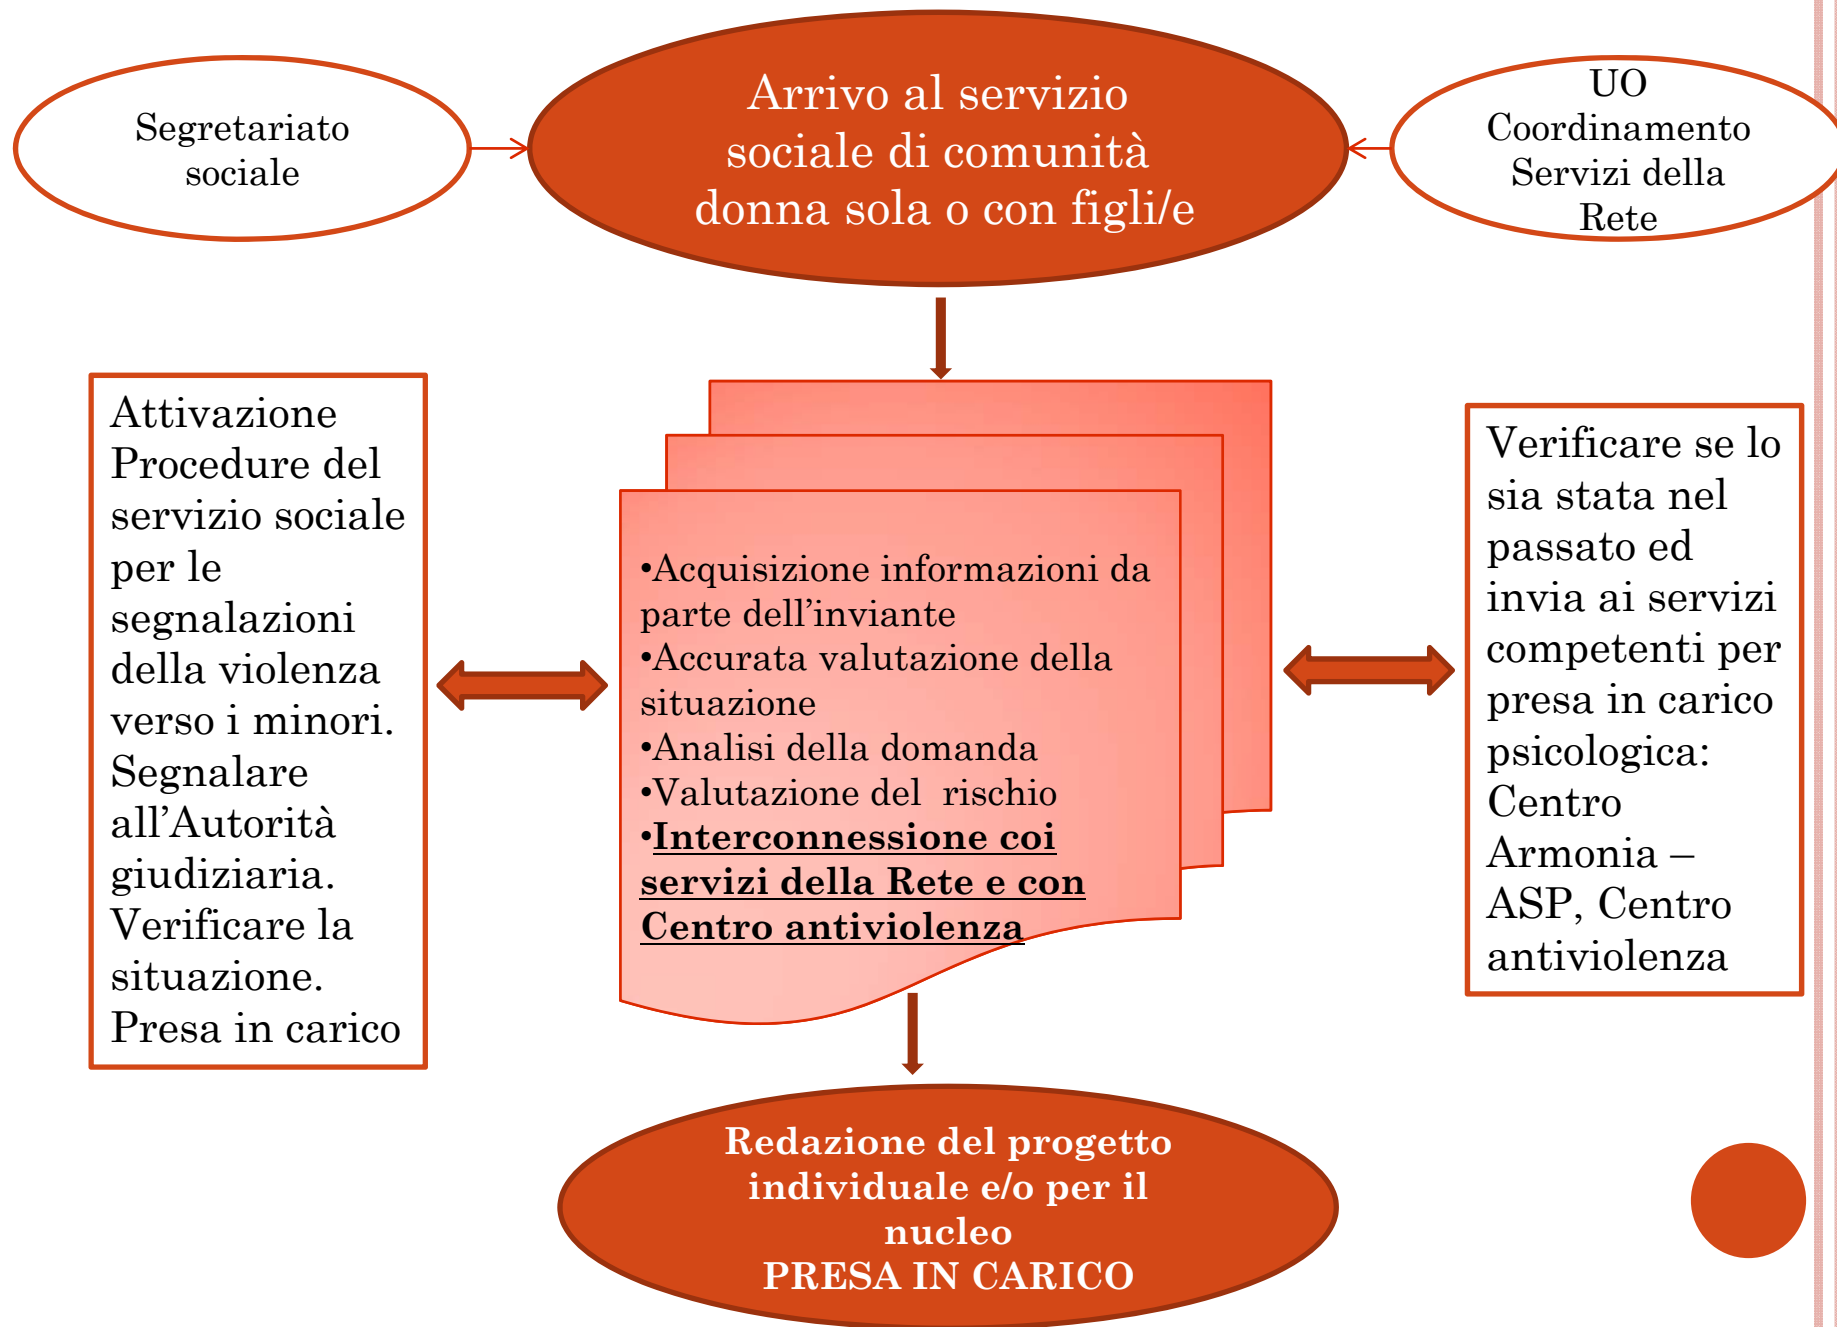 Segretariato
sociale
Arrivo al servizio
sociale di comunità
donna sola o con figli/e
UO
Coordinamento
Servizi della
Rete
Attivazione
Procedure del
servizio sociale
per le
segnalazioni
della violenza
verso i minori.
Segnalare
all’Autorità
giudiziaria.
Verificare la
situazione.
Presa in carico
•Acquisizione informazioni da
parte dell’inviante
•Accurata valutazione della
situazione
•Analisi della domanda
•Valutazione del rischio
•Interconnessione coi
servizi della Rete e con
Centro antiviolenza
Verificare se lo
sia stata nel
passato ed
invia ai servizi
competenti per
presa in carico
psicologica:
Centro
Armonia –
ASP, Centro
antiviolenza
Redazione del progetto
individuale e/o per il
nucleo
PRESA IN CARICO